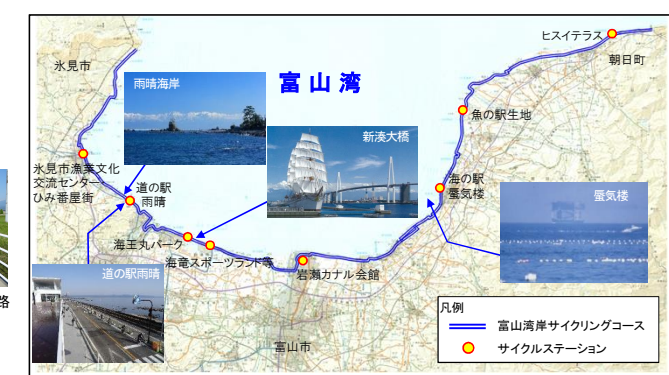 ヒスイテラス
朝日町
氷見市
雨晴海岸
富山湾
新湊大橋
魚の駅生地
氷見市漁業文化
交流センター
ひみ番屋街
道の駅
雨晴
海の駅
蜃気楼
蜃気楼
海王丸パーク
海竜スポーツランド等
岩瀬カナル会館
道の駅雨晴
路
富山市
凡例
富山湾岸サイクリングコース
サイクルステーション